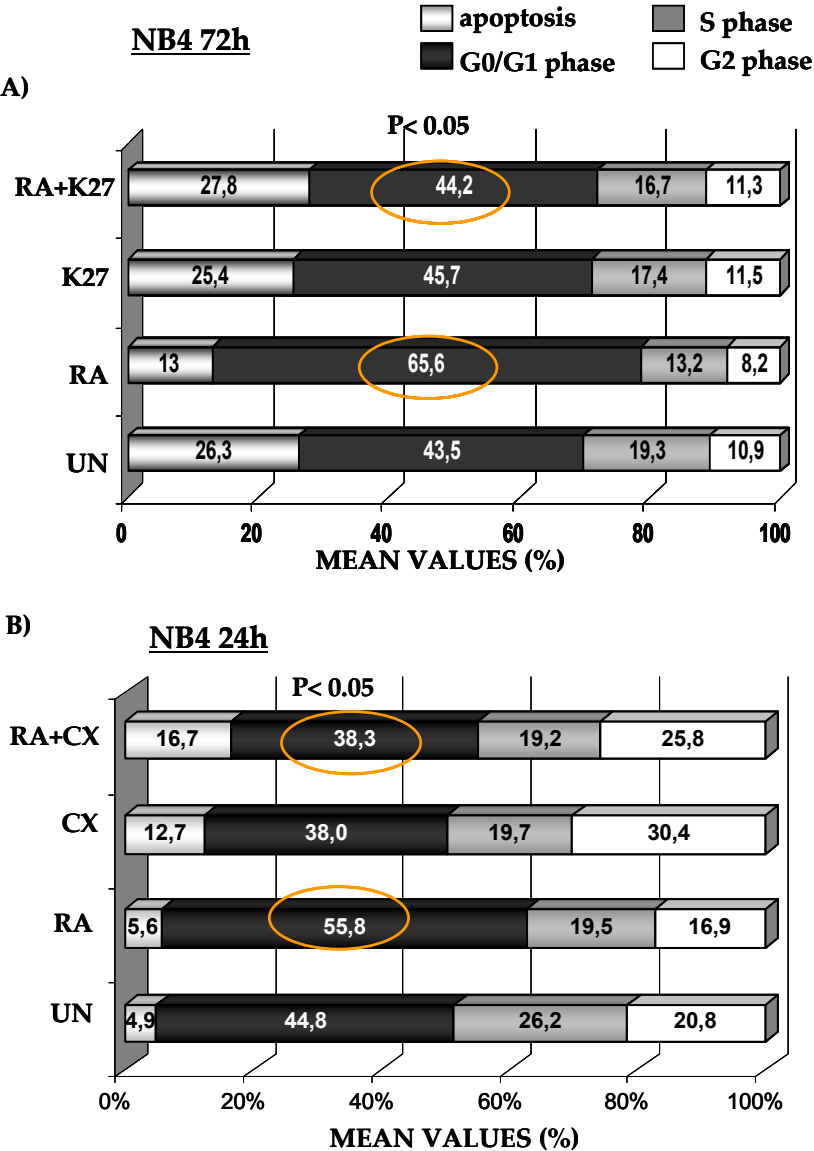 NB4 72h
apoptosis
S phase
G0/G1 phase
G2 phase
A)
P< 0.05
RA+K27 27,8 44,2 16,7 11,3
K27 25,4 45,7 17,4 11,5
RA 13 65,6 13,2 8,2
UN 26,3 43,5 19,3 10,9
0 20 40 60 80 100
MEAN VALUES (%)
B)
NB4 24h
P< 0.05
RA+CX 16,7 38,3 19,2 25,8
CX 12,7 38,0 19,7 30,4
RA 5,6 55,8 19,5 16,9
UN 4,9 44,8 26,2 20,8
0% 20% 40% 60% 80% 100%
MEAN VALUES (%)